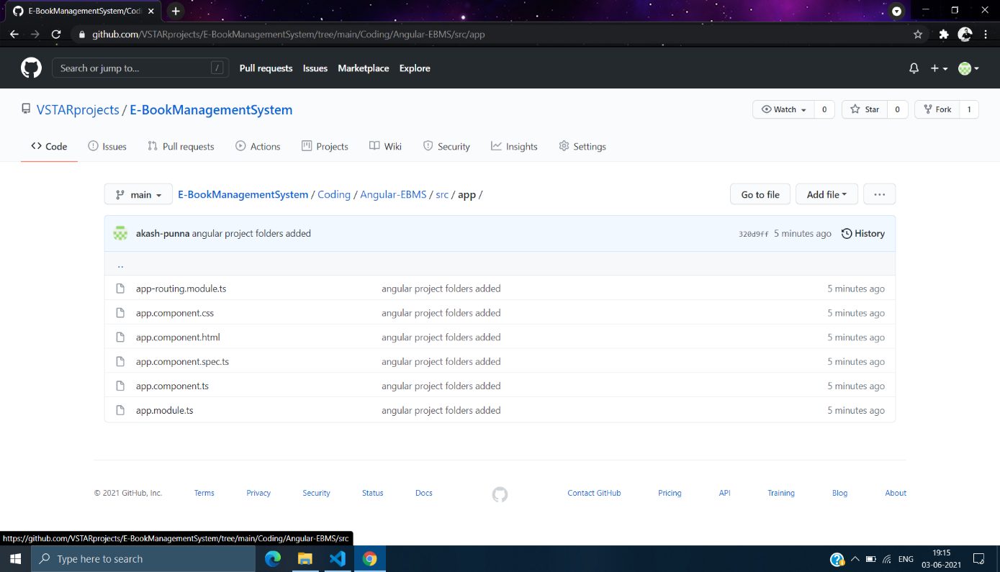 E-BookManagementSystem/Codi
github.com/VSTARprojects/E-BookManagementSystem/tree/main/Coding/Angular-EBMS/src/app
Search or jump to... / Pull requests Issues Marketplace Explore
VSTARprojects / E-BookManagementSystem Watch 0 Star 0 Fork 1
Code Issues Pull requests Actions Projects Wiki Security Insights Settings
main E-BookManagementSystem / Coding / Angular-EBMS / src / app / Go to file Add file ...
akash-punna angular project folders added 320d9ff 5 minutes ago History
..
app-routing.module.ts angular project folders added 5 minutes ago
app.component.css angular project folders added 5 minutes ago
app.component.html angular project folders added 5 minutes ago
app.component.spec.ts angular project folders added 5 minutes ago
app.component.ts angular project folders added 5 minutes ago
app.module.ts angular project folders added 5 minutes ago
© 2021 GitHub, Inc. Terms Privacy Security Status Docs Contact GitHub Pricing API Training Blog About
https://github.com/VSTARprojects/E-BookManagementSystem/tree/main/Coding/Angular-EBMS/src
Type here to search ENG 19:15
03-06-2021